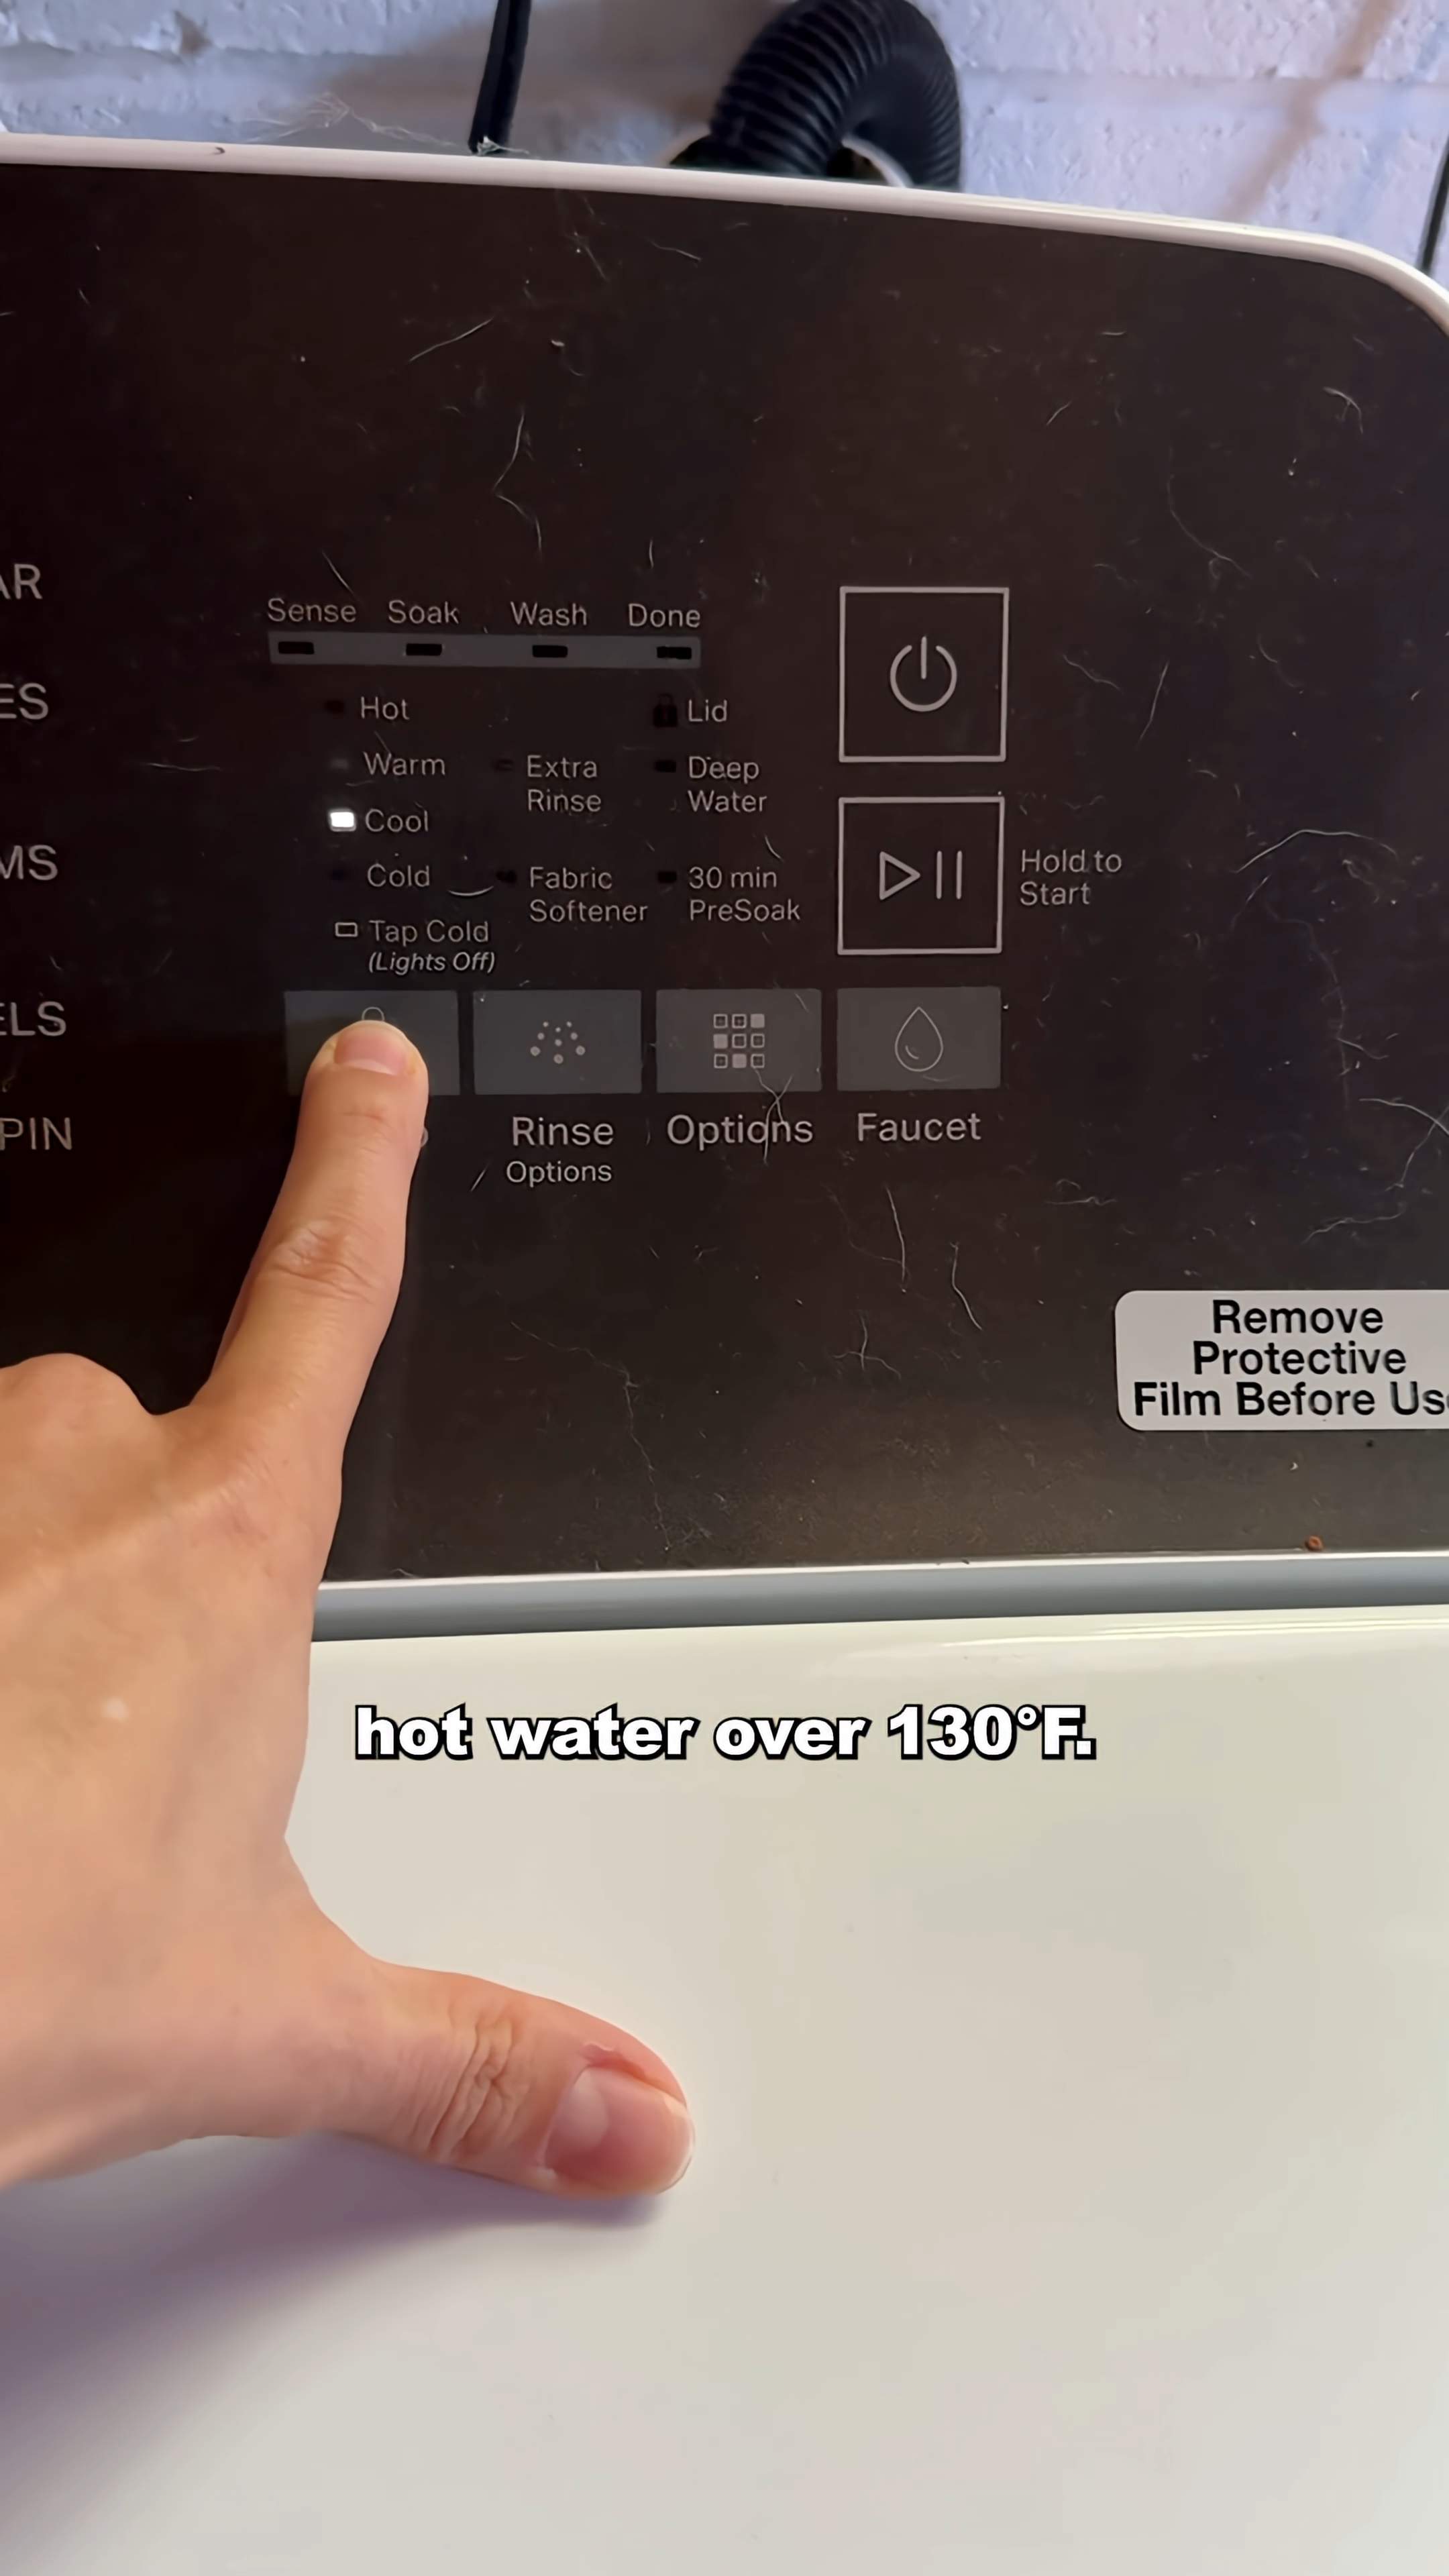 AR
ES
MS
ELS
PIN
Sense Soak Wash Done
Hot
Lid
Warm
Extra
Rinse
Deep
Water
Cool
Cold
Fabric
Softener
30 min
PreSoak
Tap Cold
(Lights Off)
Hold to
Start
Rinse
Options
Options
Faucet
Remove
Protective
Film Before Use
hot water over 130°F.